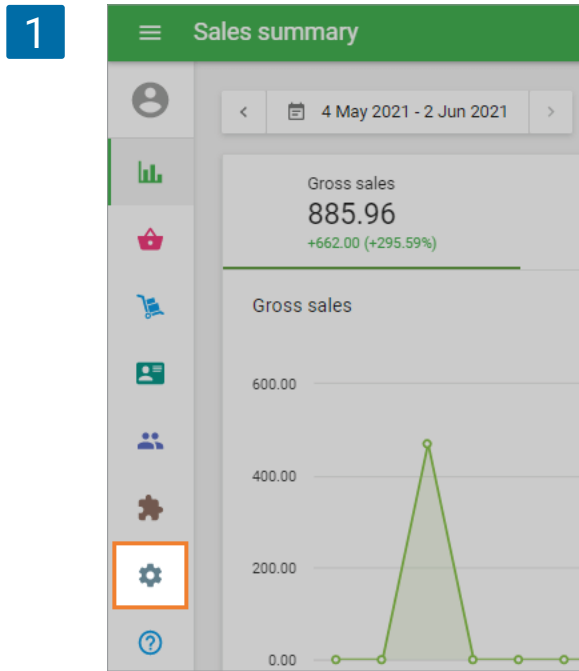 1
Sales summary
4 May 2021 - 2 Jun 2021
Gross sales
885.96
+662.00 (+295.59%)
Gross sales
600.00
400.00
200.00
0.00